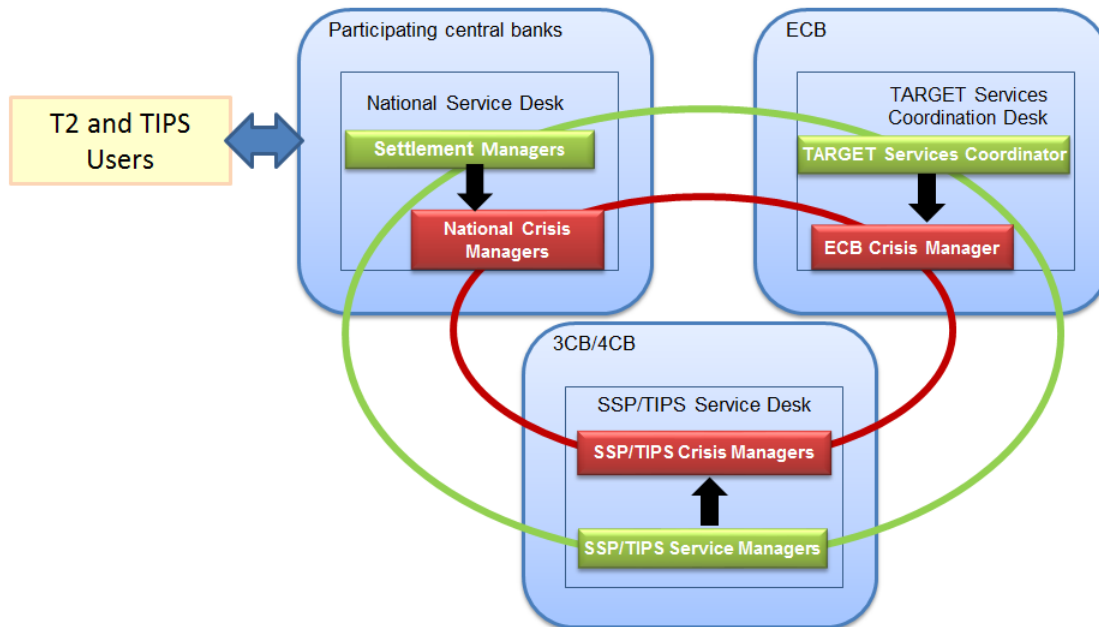 Participating central banks
ECB
National Service Desk
TARGET Services
Coordination Desk
T2 and TIPS
Users
Settlement Managers
TARGET Services Coordinator
National Crisis
Managers
ECB Crisis Manager
3CB/4CB
SSP/TIPS Service Desk
SSP/TIPS Crisis Managers
SSP/TIPS Service Managers